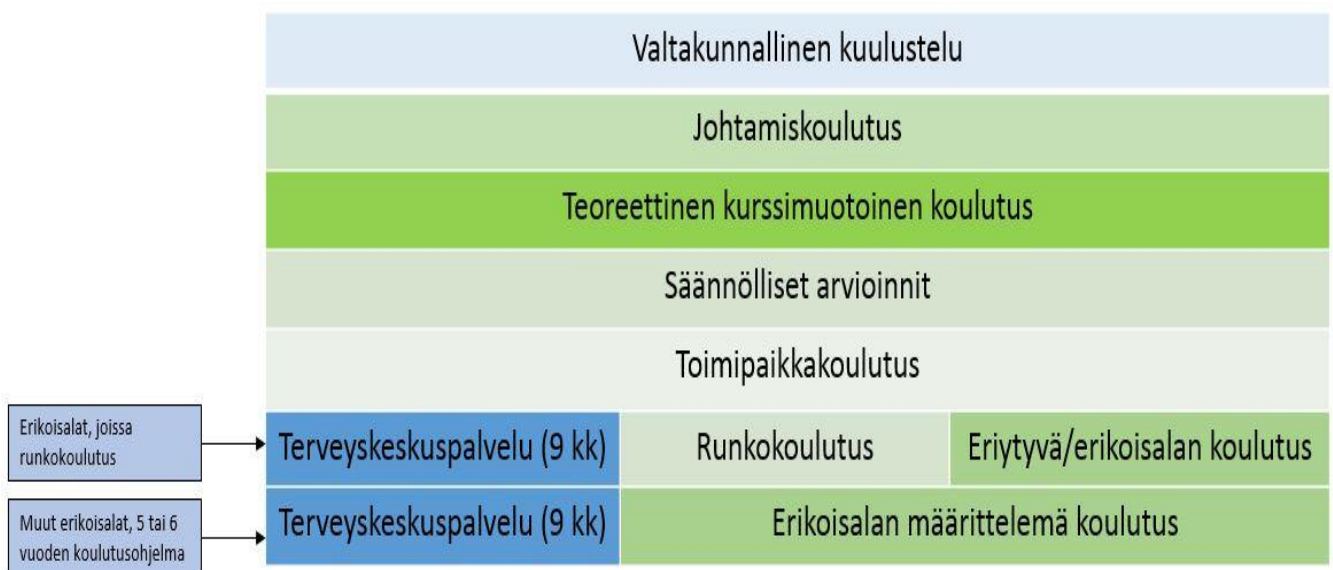 Valtakunnallinen kuulustelu
Johtamiskoulutus
Teoreettinen kurssimuotoinen koulutus
Säännölliset arvioinnit
Toimipaikkakoulutus
Erikoisalat, joissa
runkokoulutus
Terveyskeskuspalvelu (9 kk)
Runkokoulutus
Eriytyvä/erikoisalan koulutus
Muut erikoisalat, 5 tai 6
vuoden koulutusohjelma
Terveyskeskuspalvelu (9 kk)
Erikoisalan määrittelemä koulutus